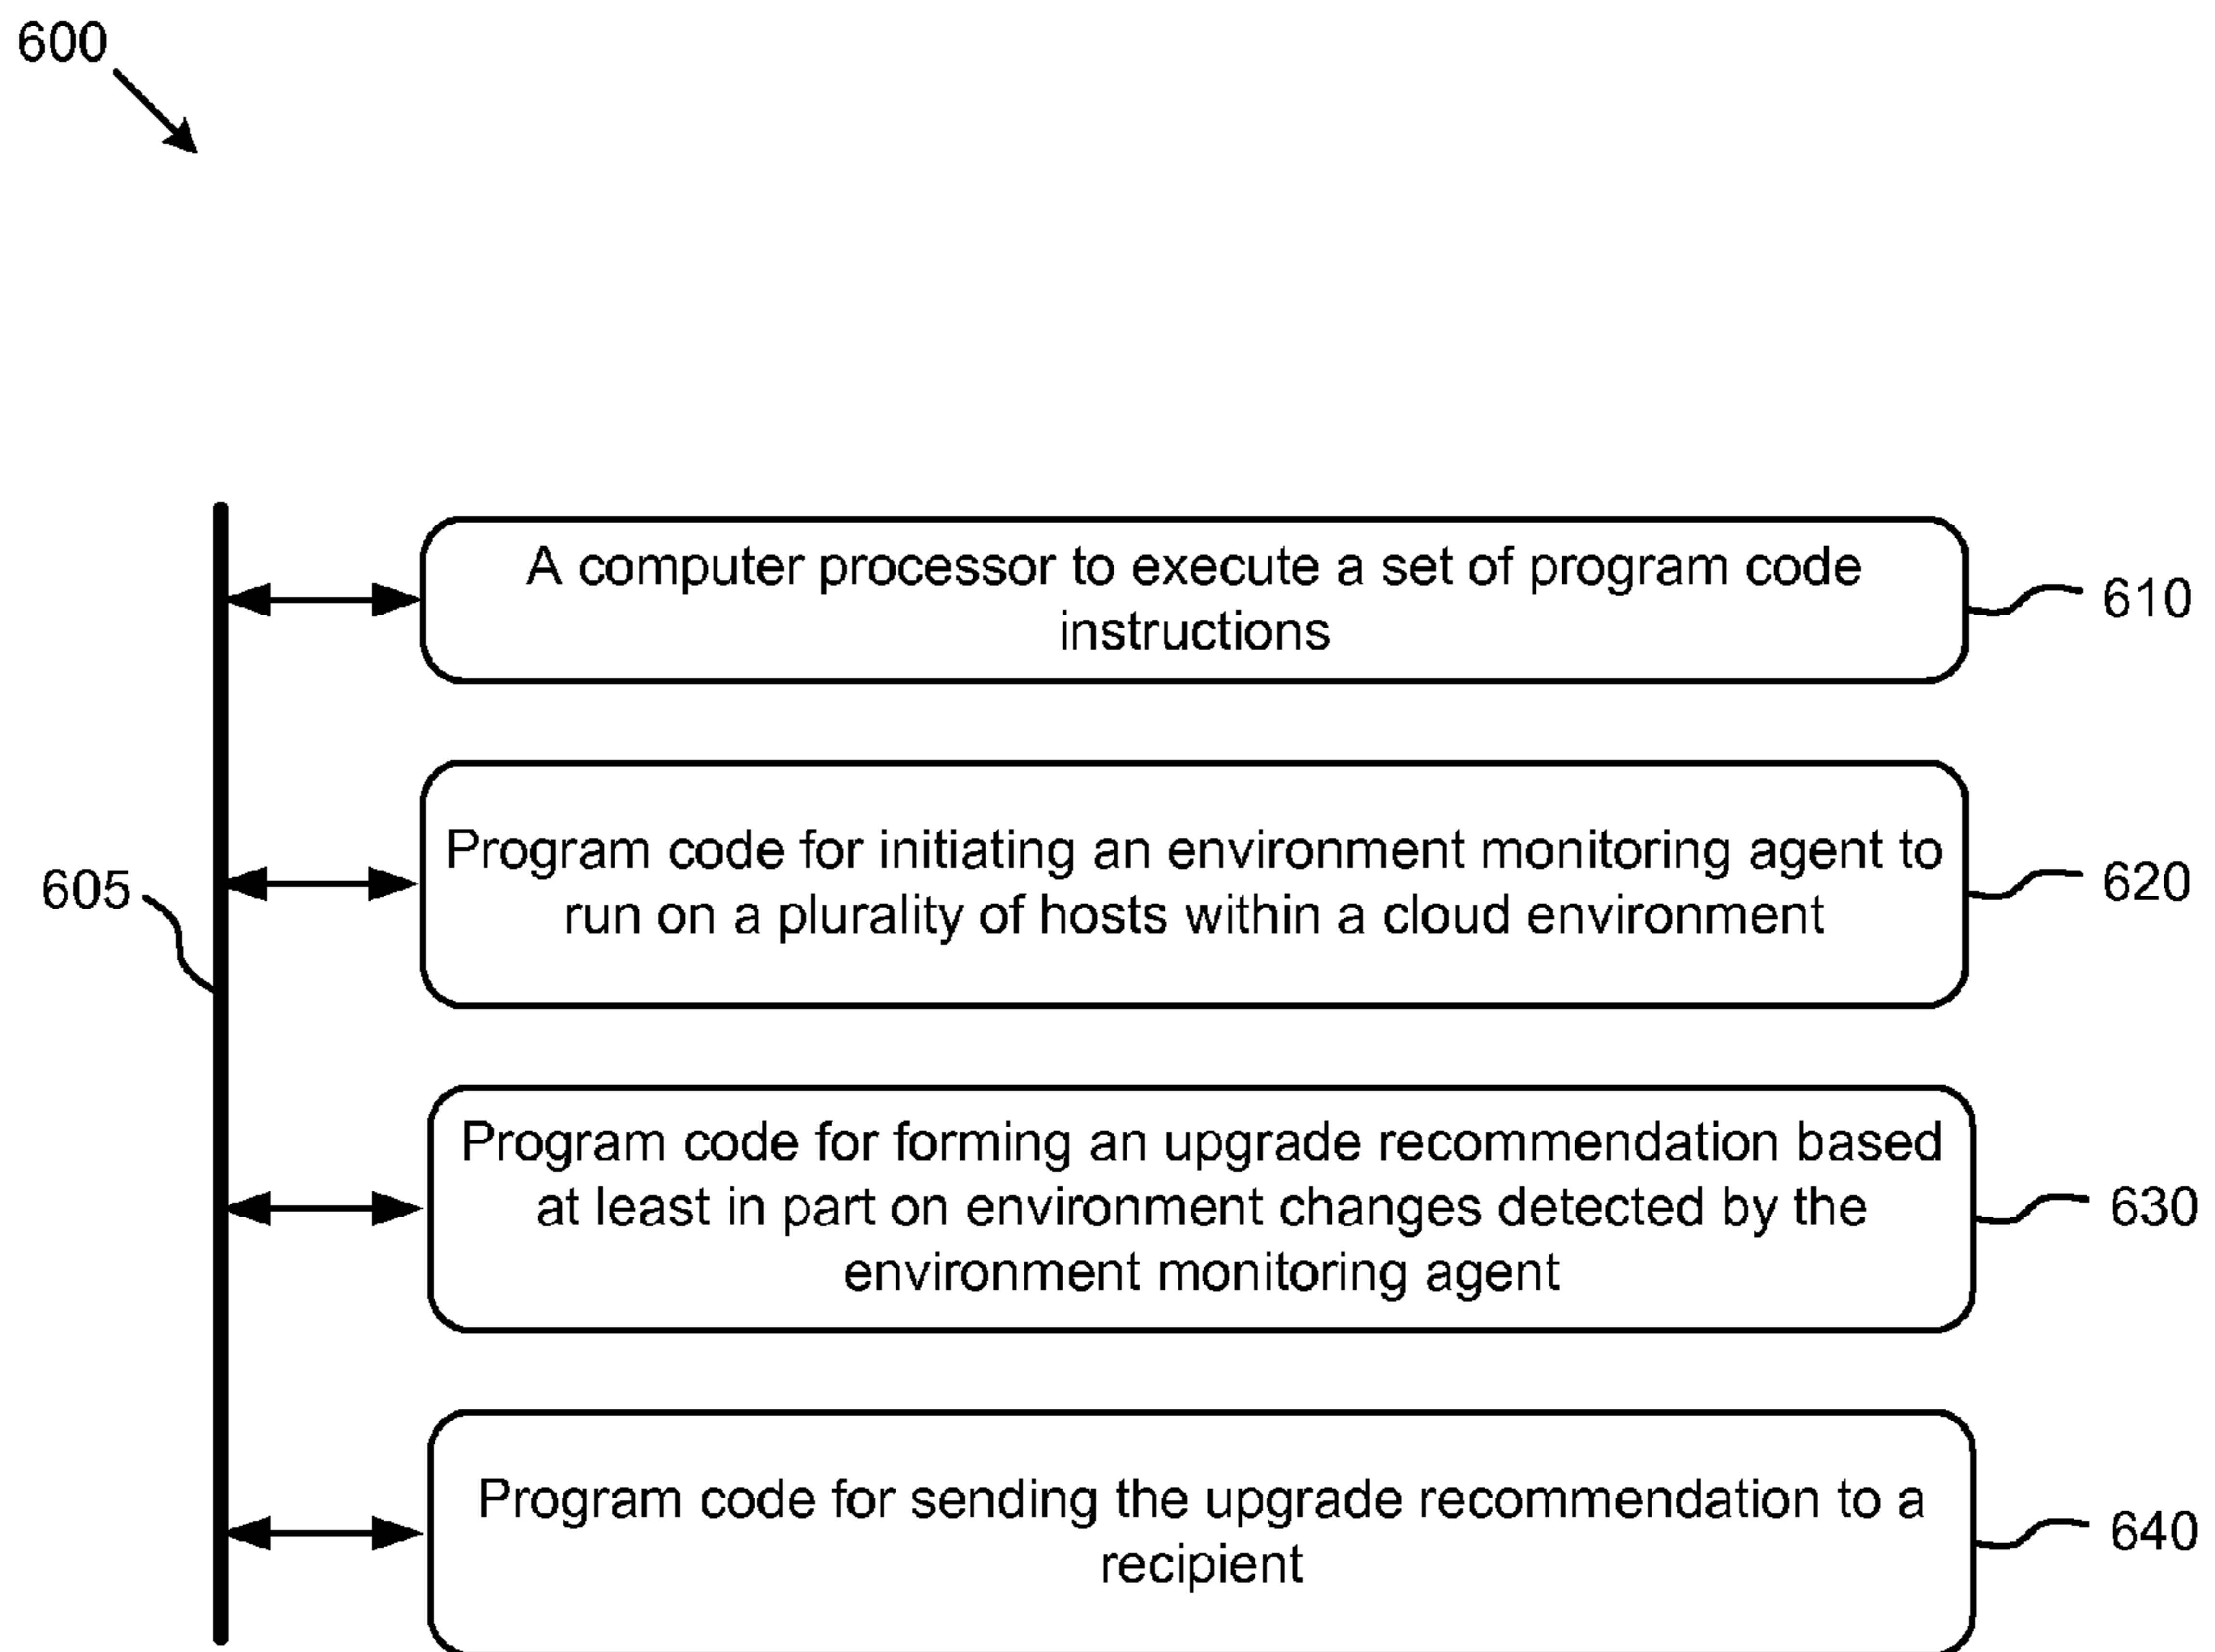 600
A computer processor to execute a set of program code
instructions
610
Program code for initiating an environment monitoring agent to
run on a plurality of hosts within a cloud environment
620
605
Program code for forming an upgrade recommendation based
at least in part on environment changes detected by the
environment monitoring agent
630
Program code for sending the upgrade recommendation to a
recipient
640